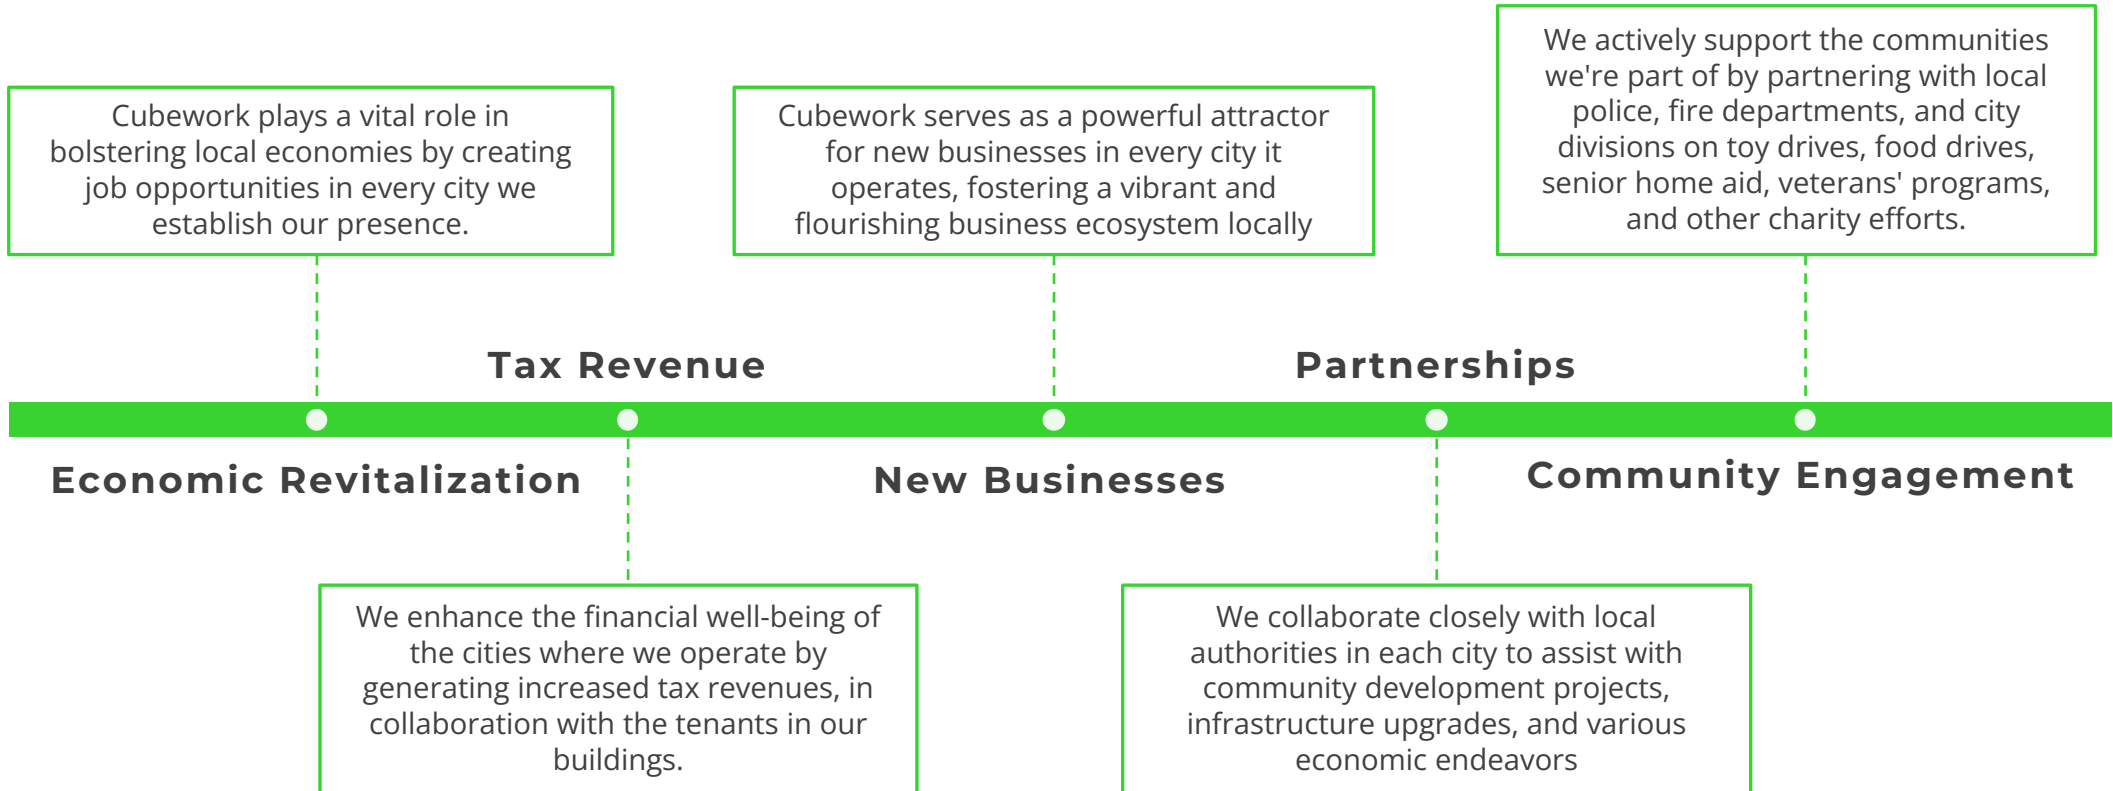 Cubework plays a vital role in
bolstering local economies by creating
job opportunities in every city we
establish our presence.
Cubework serves as a powerful attractor
for new businesses in every city it
operates, fostering a vibrant and
flourishing business ecosystem locally
We actively support the communities
we're part of by partnering with local
police, fire departments, and city
divisions on toy drives, food drives,
senior home aid, veterans' programs,
and other charity efforts.
Tax Revenue
Partnerships
Economic Revitalization
New Businesses
Community Engagement
We enhance the financial well-being of
the cities where we operate by
generating increased tax revenues, in
collaboration with the tenants in our
buildings.
We collaborate closely with local
authorities in each city to assist with
community development projects,
infrastructure upgrades, and various
economic endeavors